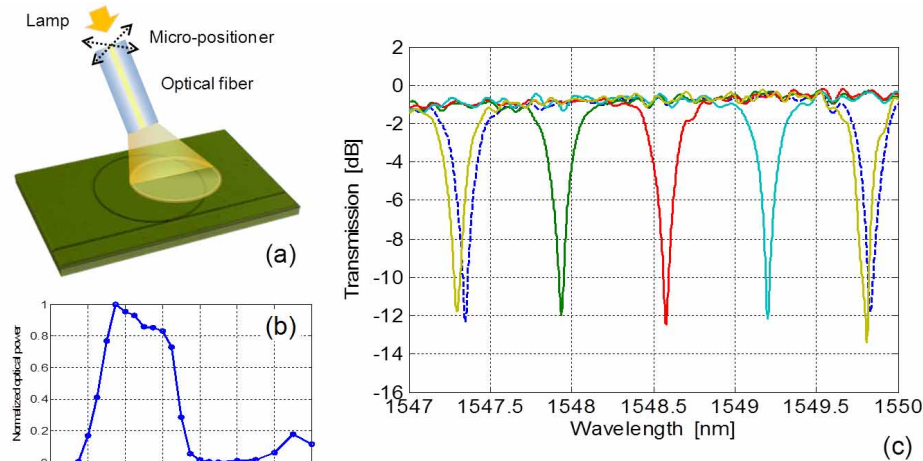 Lamp
Micro-positioner
Optical fiber
(a)
(b)
Normalized optical power
1
0.8
0.6
0.4
0.2
0
Transmission [dB]
2
0
-2
-4
-6
-8
-10
-12
-14
-16
1547 1547.5 1548 1548.5 1549 1549.5 1550
Wavelength [nm]
(c)